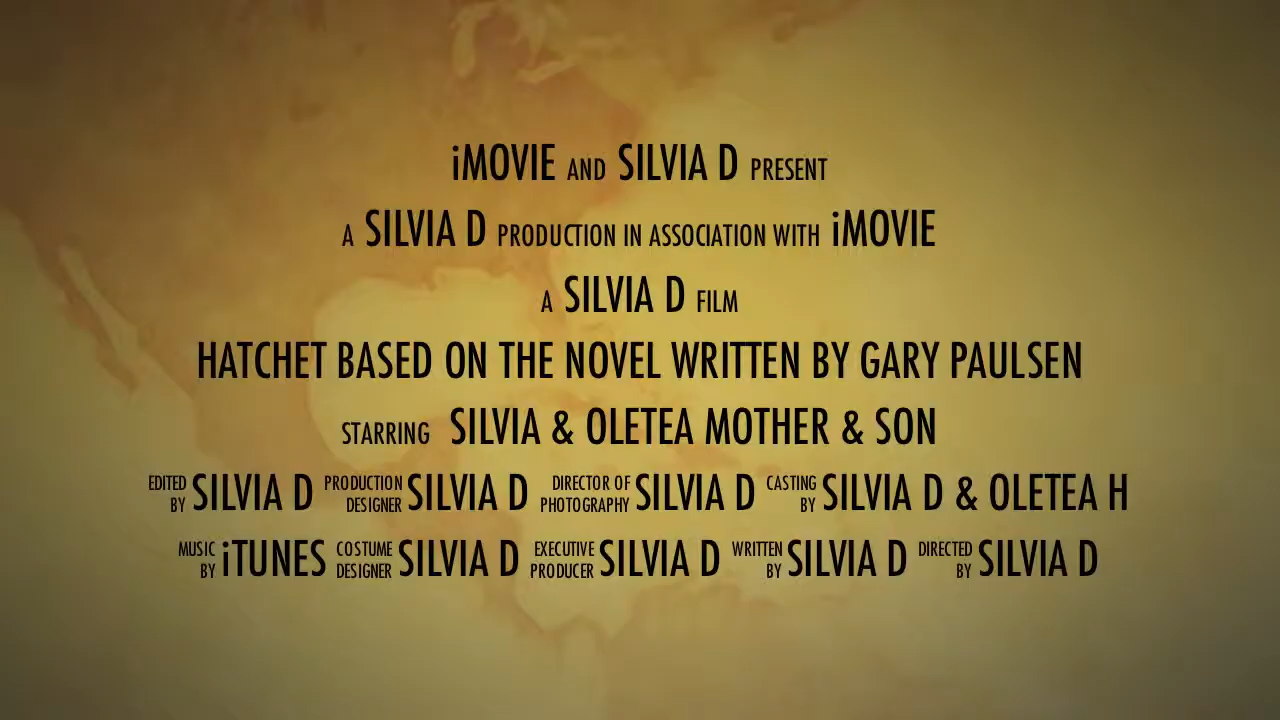 iMOVIE AND SILVIA D PRESENT
A SILVIA D PRODUCTION IN ASSOCIATION WITH iMOVIE
A SILVIA D FILM
HATCHET BASED ON THE NOVEL WRITTEN BY GARY PAULSEN
STARRING SILVIA & OLETEA MOTHER & SON
EDITED BY SILVIA D PRODUCTION DESIGNER SILVIA D DIRECTOR OF PHOTOGRAPHY SILVIA D CASTING BY SILVIA D & OLETEA H
MUSIC BY iTUNES COSTUME DESIGNER SILVIA D EXECUTIVE PRODUCER SILVIA D WRITTEN BY SILVIA D DIRECTED BY SILVIA D